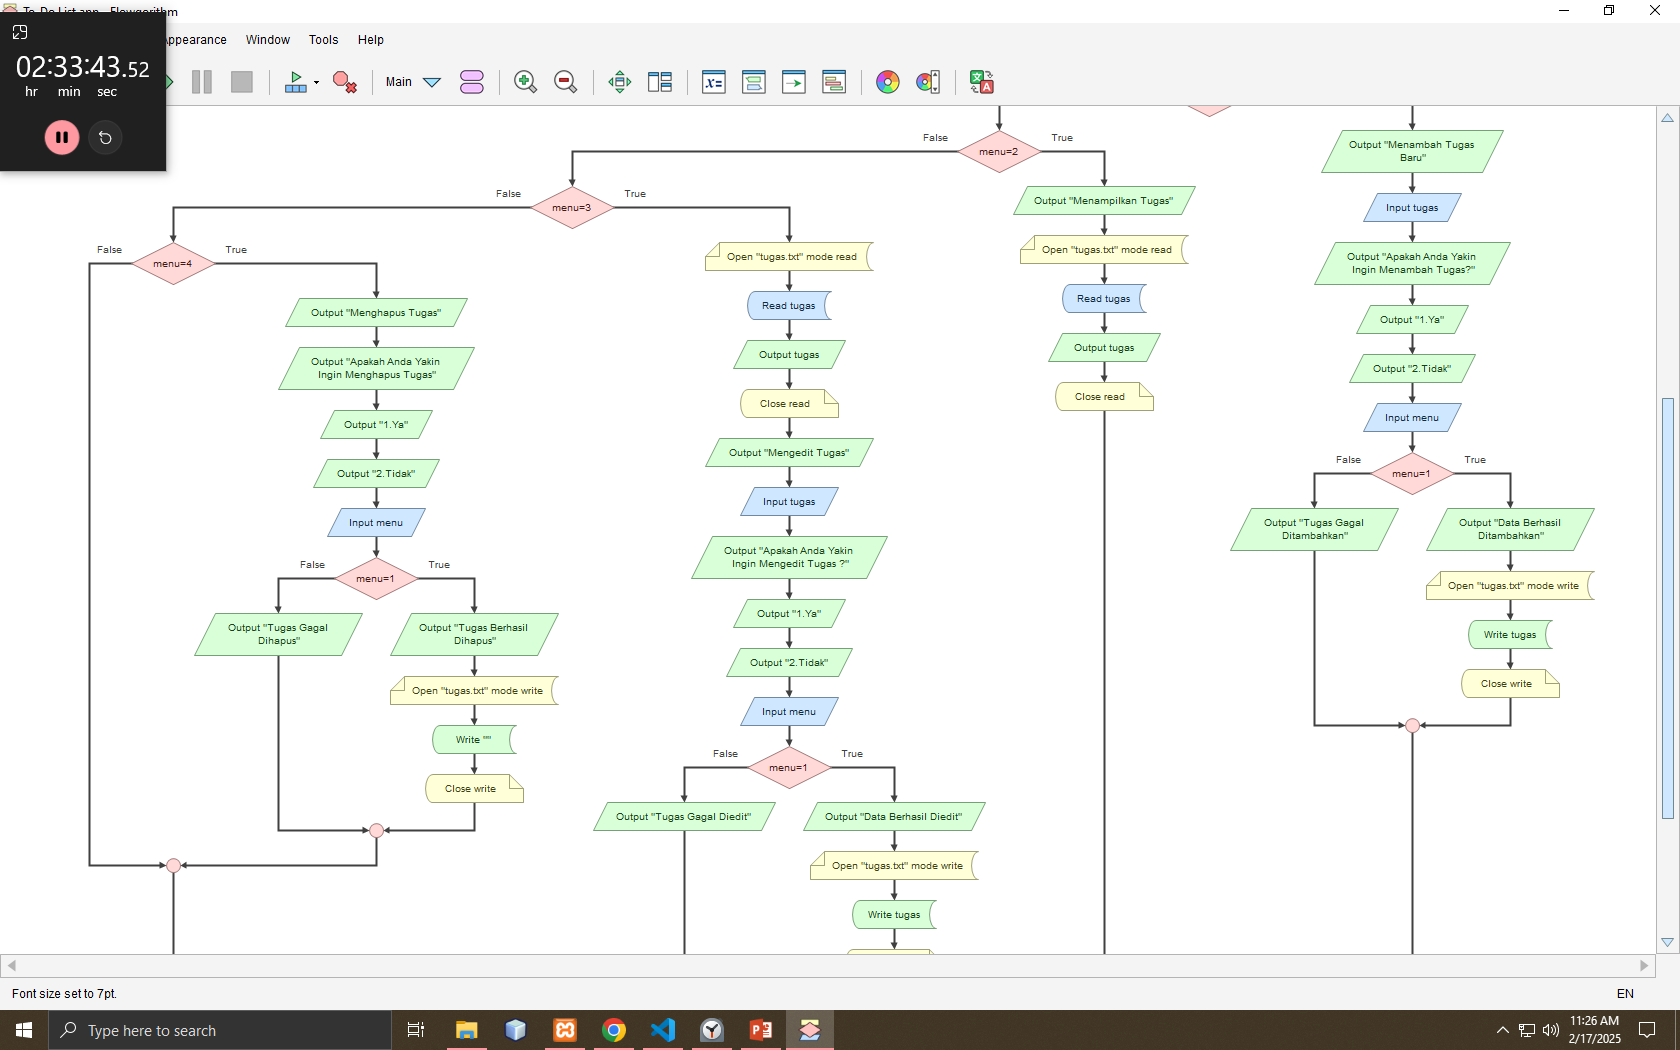 To-Do List app - Flowgorithm
02:33:43.52
hr min sec
Appearance Window Tools Help
Main
False True
menu=2
False True
menu=3
False True
menu=4
Output "Menghapus Tugas"
Output "Apakah Anda Yakin
Ingin Menghapus Tugas"
Output "1.Ya"
Output "2.Tidak"
Input menu
False True
menu=1
Output "Tugas Gagal
Dihapus"
Output "Tugas Berhasil
Dihapus"
Open "tugas.txt" mode write
Write ""
Close write
Open "tugas.txt" mode read
Read tugas
Output tugas
Close read
Output "Mengedit Tugas"
Input tugas
Output "Apakah Anda Yakin
Ingin Mengedit Tugas ?"
Output "1.Ya"
Output "2.Tidak"
Input menu
False True
menu=1
Output "Tugas Gagal Diedit"
Output "Data Berhasil Diedit"
Open "tugas.txt" mode write
Write tugas
Output "Menampilkan Tugas"
Open "tugas.txt" mode read
Read tugas
Output tugas
Close read
Output "Menambah Tugas
Baru"
Input tugas
Output "Apakah Anda Yakin
Ingin Menambah Tugas?"
Output "1.Ya"
Output "2.Tidak"
Input menu
False True
menu=1
Output "Tugas Gagal
Ditambahkan"
Output "Data Berhasil
Ditambahkan"
Open "tugas.txt" mode write
Write tugas
Close write
Font size set to 7pt.
EN
Type here to search
11:26 AM
2/17/2025